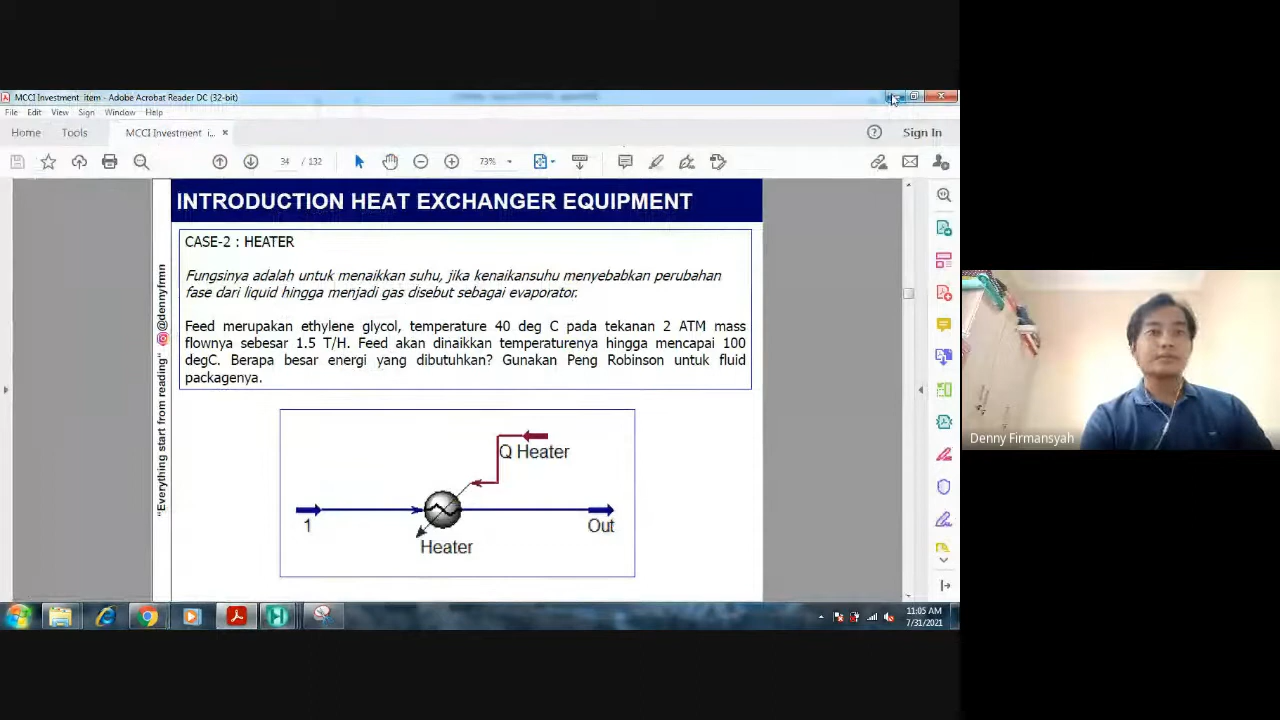 MCCI Investment item - Adobe Acrobat Reader DC (32-bit)
File Edit View Sign Window Help
Home Tools MCCI Investment i... × Sign In
34 / 132 73%
INTRODUCTION HEAT EXCHANGER EQUIPMENT
CASE-2 : HEATER
Fungsinya adalah untuk menaikkan suhu, jika kenaikansuhu menyebabkan perubahan
fase dari liquid hingga menjadi gas disebut sebagai evaporator.
Feed merupakan ethylene glycol, temperature 40 deg C pada tekanan 2 ATM mass
flownya sebesar 1.5 T/H. Feed akan dinaikkan temperaturenya hingga mencapai 100
degC. Berapa besar energi yang dibutuhkan? Gunakan Peng Robinson untuk fluid
packagenya.
"Everything start from reading" @dennyfmn
Q Heater
1
Out
Heater
Denny Firmansyah
11:05 AM
7/31/2021